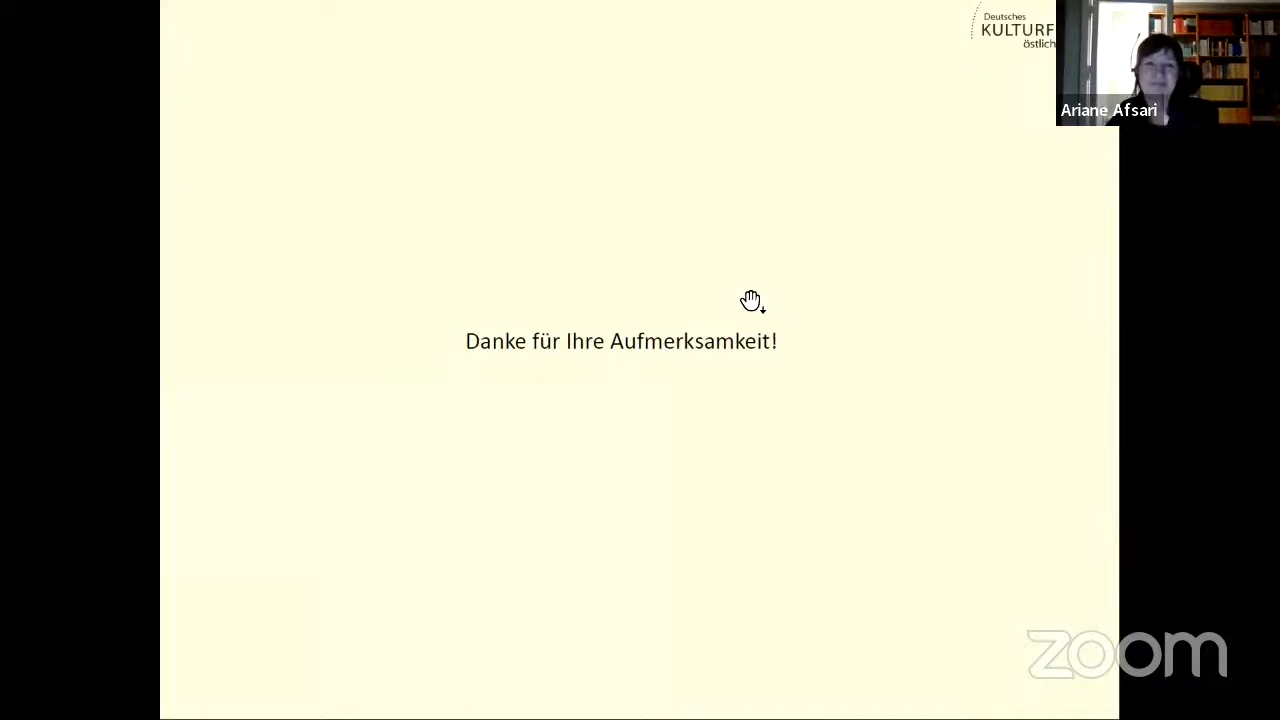 Deutsches
KULTURF
östlich
Ariane Afsari
Danke für Ihre Aufmerksamkeit!
zoom